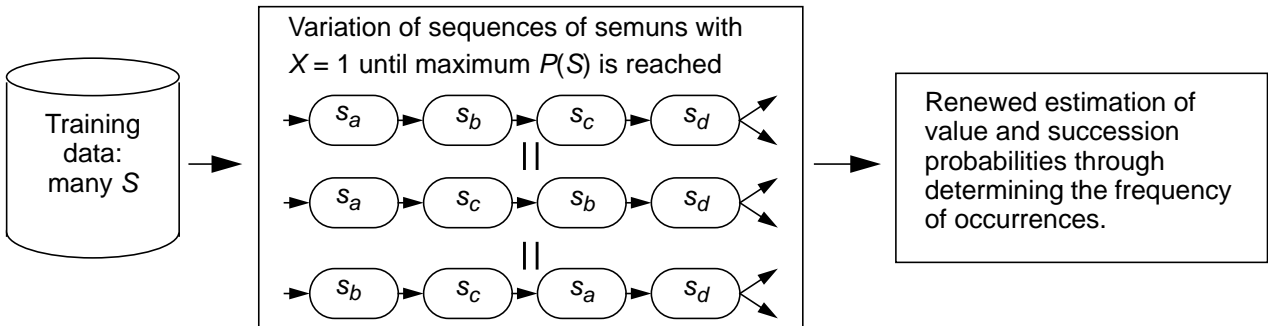 Training
data:
many S
Variation of sequences of semuns with
X = 1 until maximum P(S) is reached
s_a s_b s_c s_d
s_a s_c s_b s_d
s_b s_c s_a s_d
Renewed estimation of
value and succession
probabilities through
determining the frequency
of occurrences.